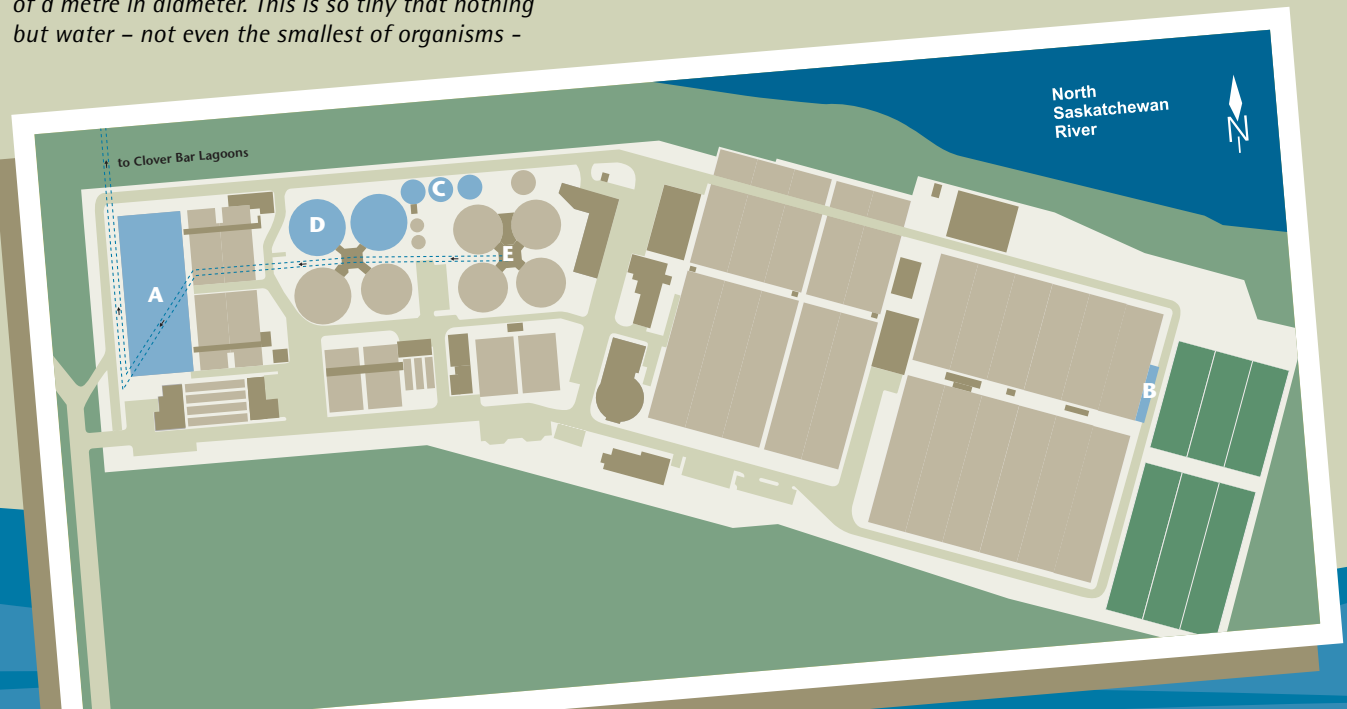 of a metre in diameter. This is so tiny that nothing
but water – not even the smallest of organisms -
North
Saskatchewan
River
N
to Clover Bar Lagoons
C
D
E
A
B